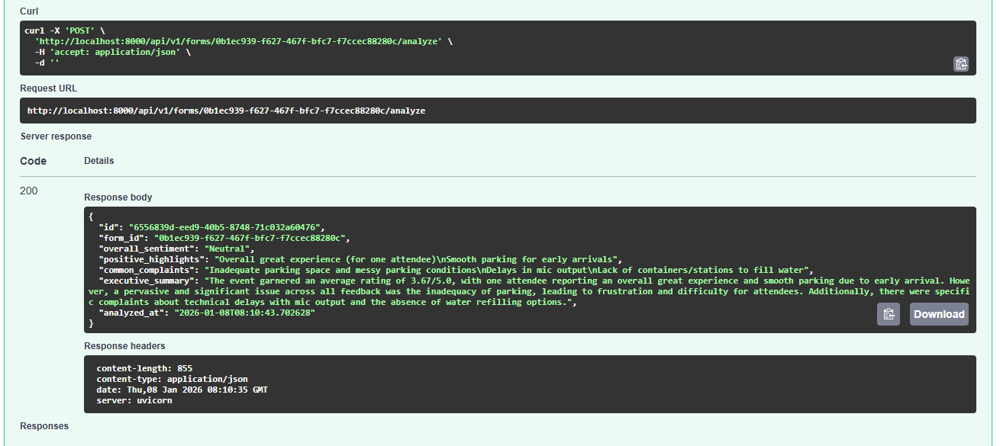 Curl
curl -X 'POST' \
  'http://localhost:8000/api/v1/forms/0b1ec939-f627-467f-bfc7-f7ccec88280c/analyze' \
  -H 'accept: application/json' \
  -d ''
Request URL
http://localhost:8000/api/v1/forms/0b1ec939-f627-467f-bfc7-f7ccec88280c/analyze
Server response
Code Details
200
Response body
{
  "id": "6556839d-eed9-40b5-8748-71c032a60476",
  "form_id": "0b1ec939-f627-467f-bfc7-f7ccec88280c",
  "overall_sentiment": "Neutral",
  "positive_highlights": "Overall great experience (for one attendee)\nSmooth parking for early arrivals",
  "common_complaints": "Inadequate parking space and messy parking conditions\nDelays in mic output\nLack of containers/stations to fill water",
  "executive_summary": "The event garnered an average rating of 3.67/5.0, with one attendee reporting an overall great experience and smooth parking due to early arrival. Howe
ver, a pervasive and significant issue across all feedback was the inadequacy of parking, leading to frustration and difficulty for attendees. Additionally, there were specifi
c complaints about technical delays with mic output and the absence of water refilling options.",
  "analyzed_at": "2026-01-08T08:10:43.702628"
}
Download
Response headers
content-length: 855
content-type: application/json
date: Thu,08 Jan 2026 08:10:35 GMT
server: uvicorn
Responses